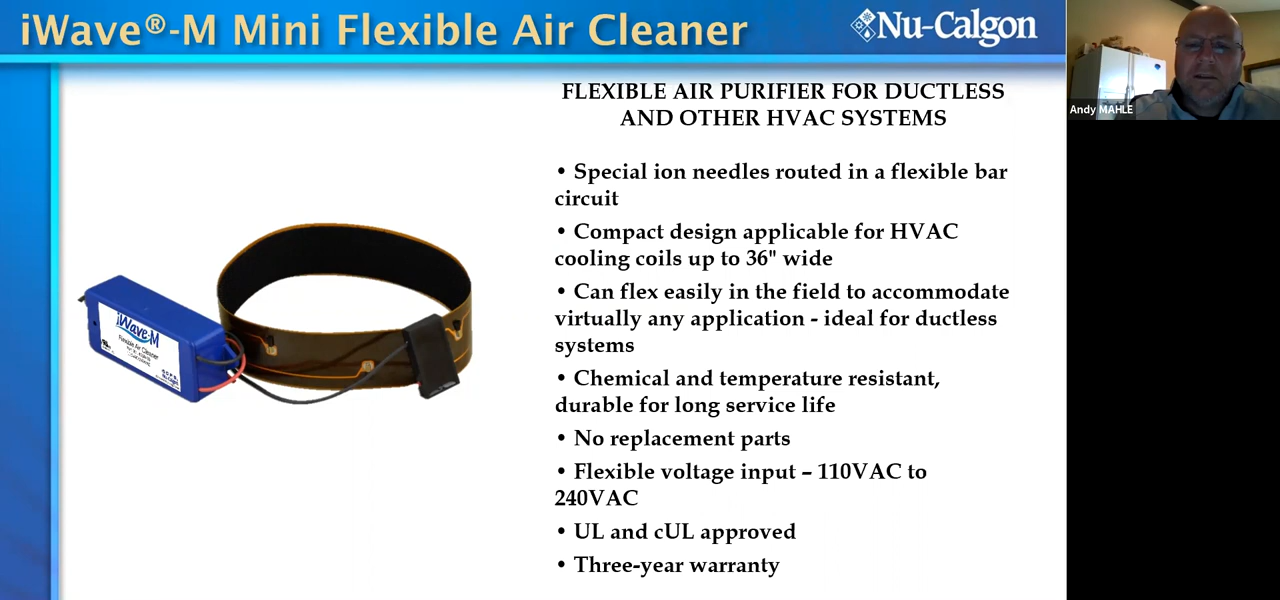 iWave®-M Mini Flexible Air Cleaner
Nu-Calgon
FLEXIBLE AIR PURIFIER FOR DUCTLESS
AND OTHER HVAC SYSTEMS
• Special ion needles routed in a flexible bar
circuit
• Compact design applicable for HVAC
cooling coils up to 36" wide
• Can flex easily in the field to accommodate
virtually any application - ideal for ductless
systems
• Chemical and temperature resistant,
durable for long service life
• No replacement parts
• Flexible voltage input – 110VAC to
240VAC
• UL and cUL approved
• Three-year warranty
iWave-M
Flexible Air Cleaner
Andy MAHLE